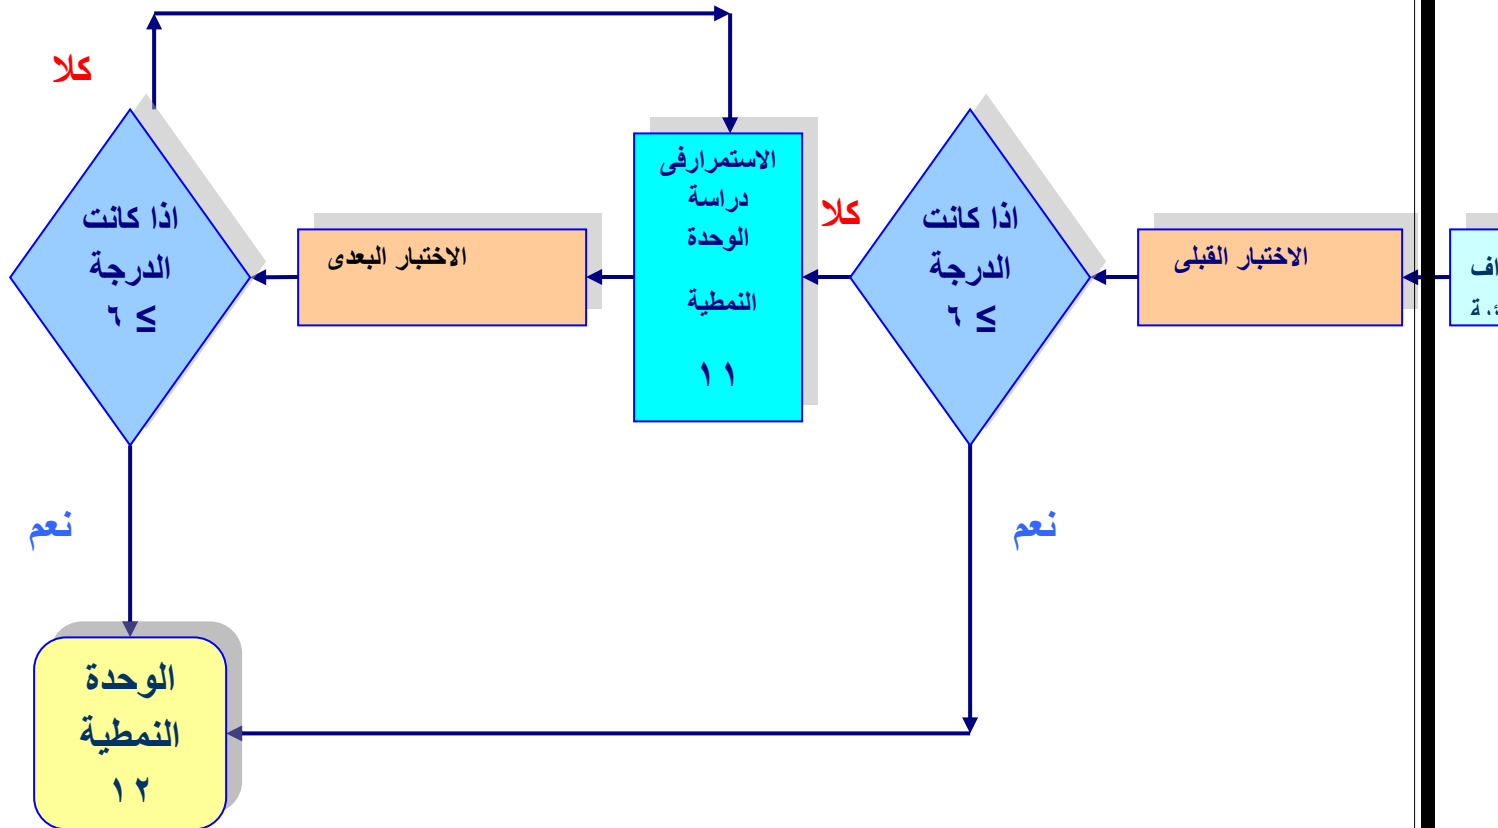 الاختبار القبلى
اذا كانت
الدرجة
≥ ٦
كلا
نعم
الاستمرارفى
دراسة
الوحدة
النمطية
١١
الاختبار البعدى
اذا كانت
الدرجة
≥ ٦
كلا
نعم
الوحدة
النمطية
١٢